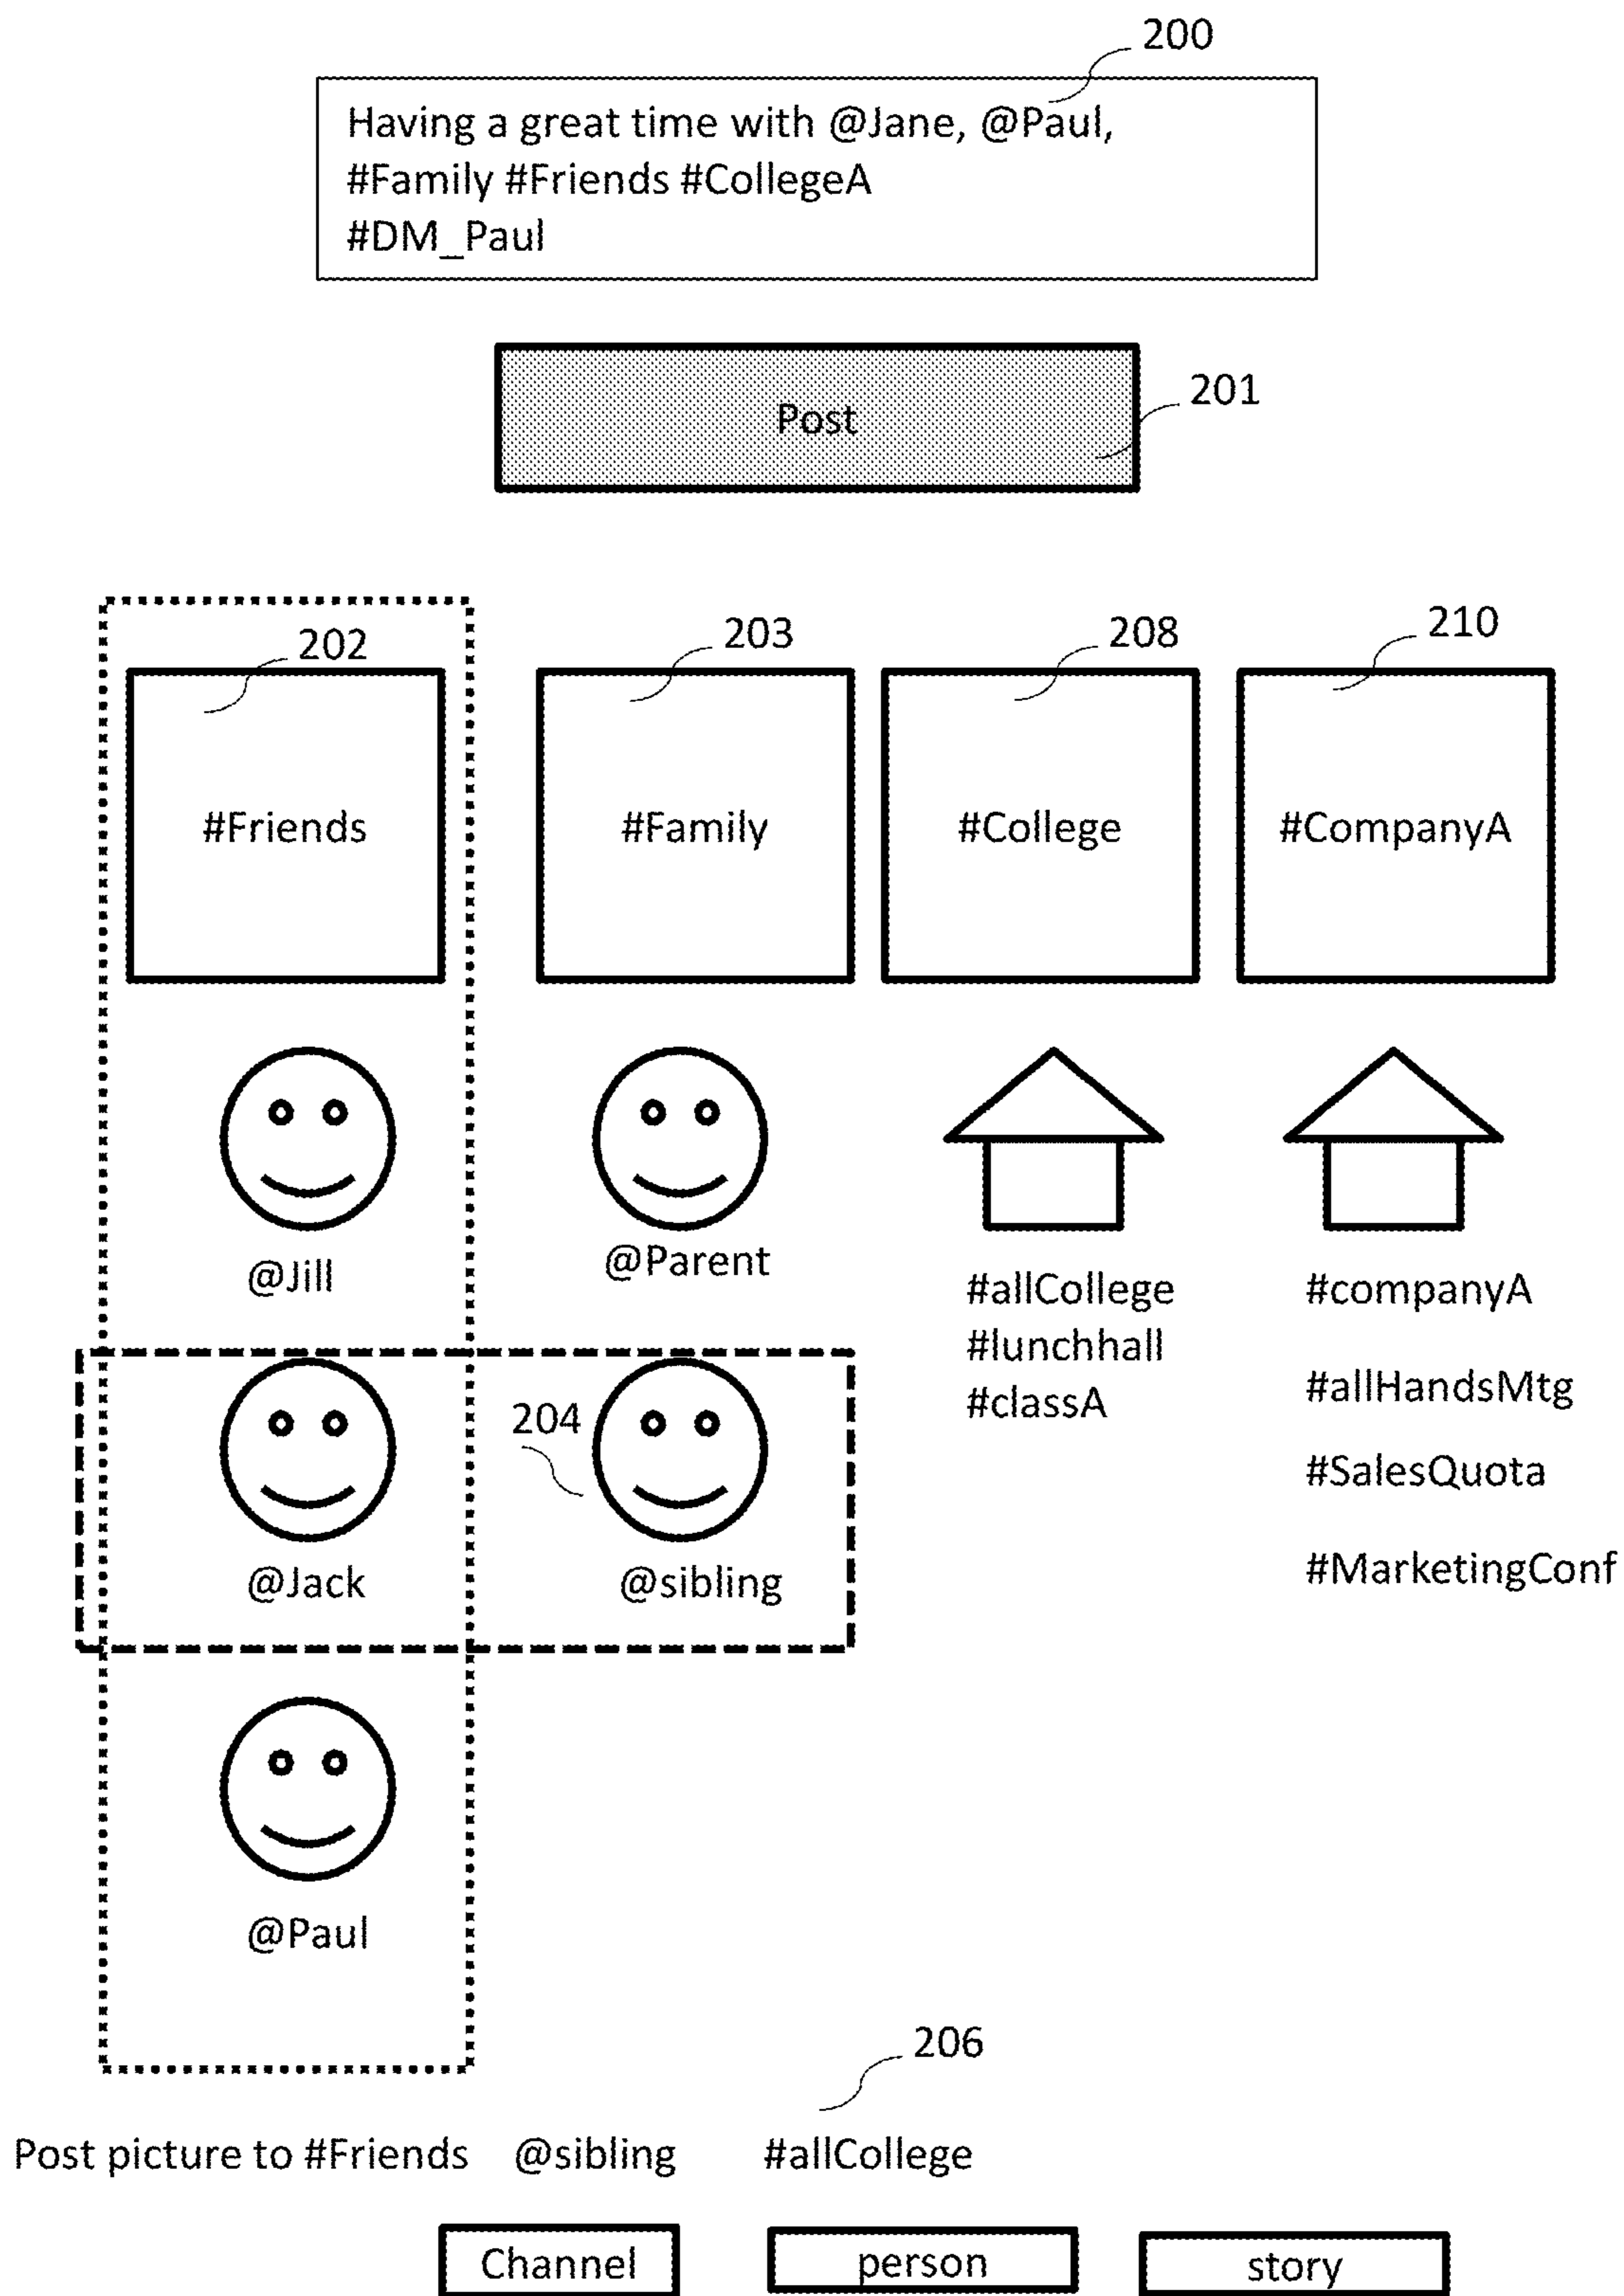 200
Having a great time with @Jane, @Paul,
#Family #Friends #CollegeA
#DM_Paul
Post
201
202
203
208
210
#Friends
#Family
#College
#CompanyA
@Jill
@Parent
#allCollege
#lunchhall
#classA
#companyA
#allHandsMtg
#SalesQuota
#MarketingConf
204
@Jack
@sibling
@Paul
206
Post picture to #Friends @sibling #allCollege
Channel
person
story